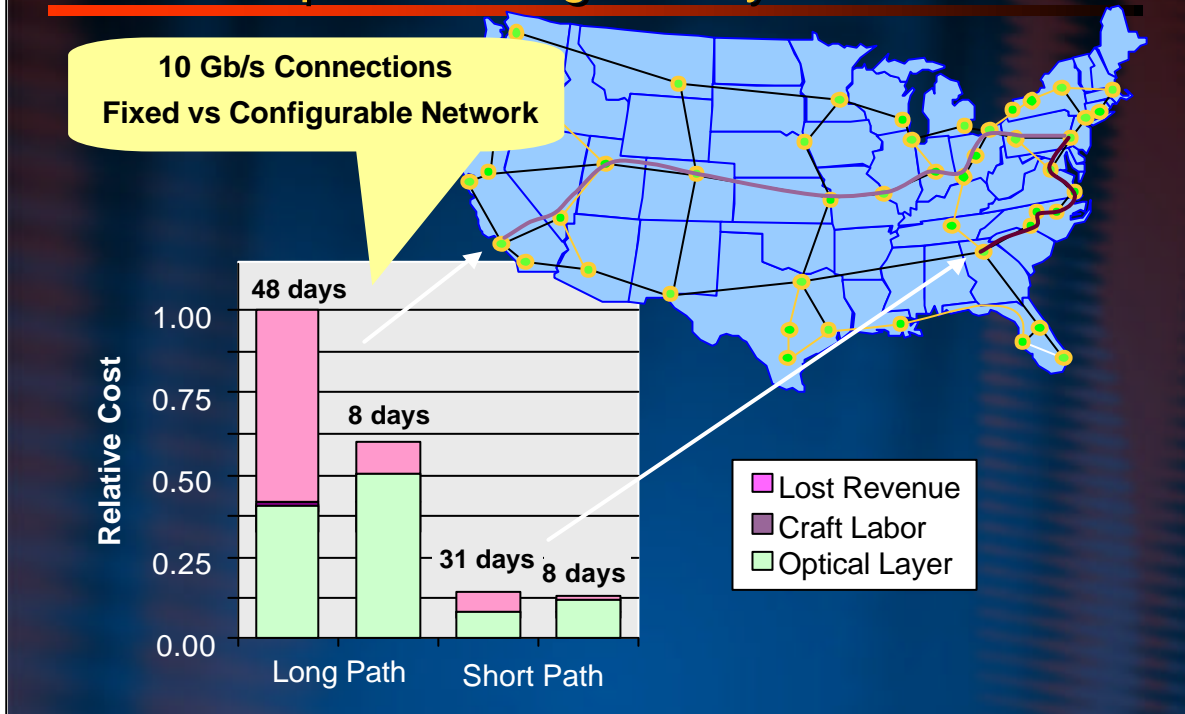 10 Gb/s Connections
Fixed vs Configurable Network
48 days
1.00
0.75
8 days
0.50
0.25
31 days
8 days
0.00
Relative Cost
Long Path
Short Path
Lost Revenue
Craft Labor
Optical Layer